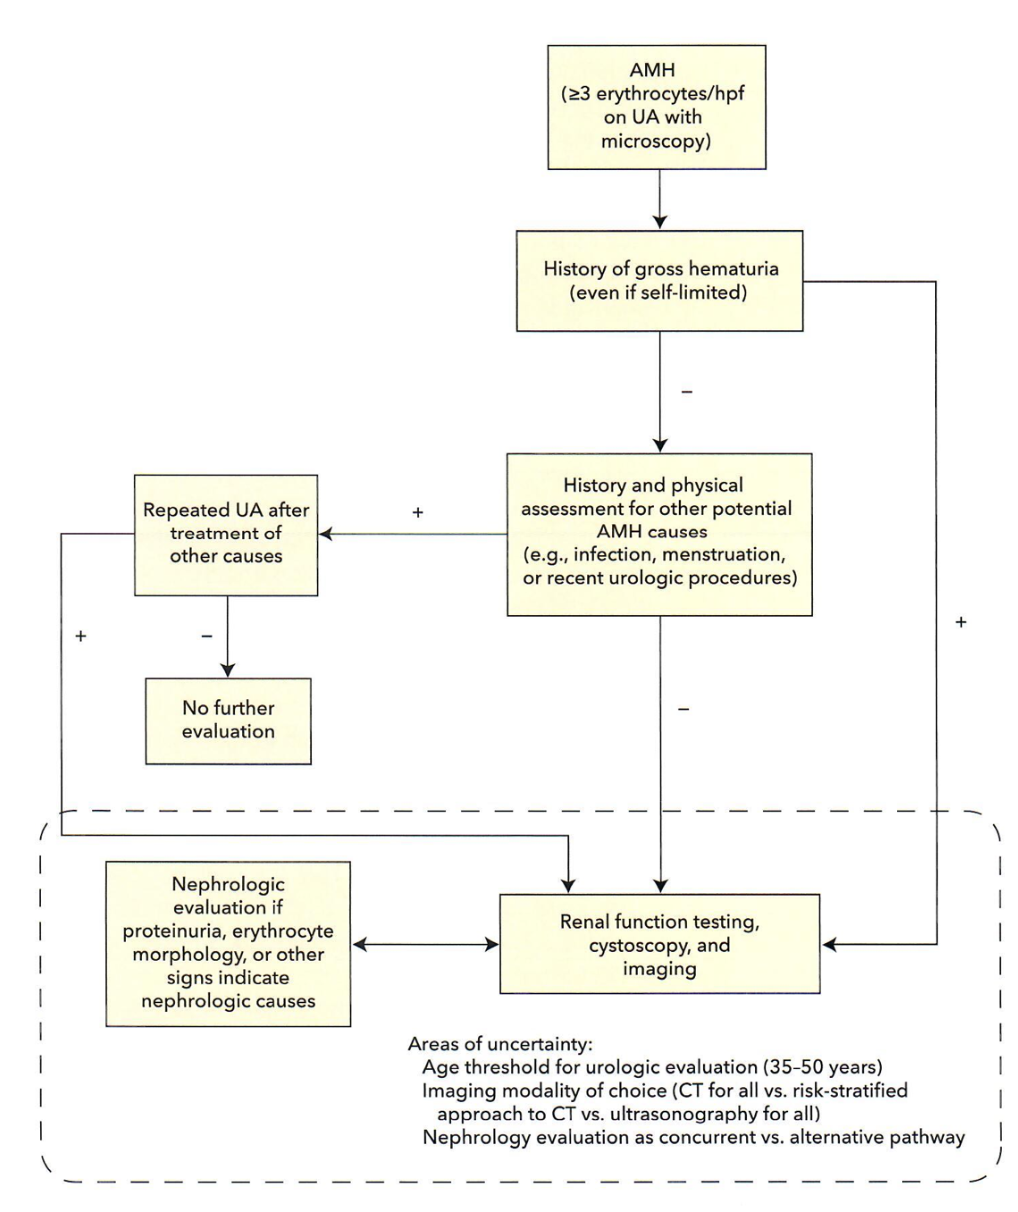 AMH
(≥3 erythrocytes/hpf
on UA with
microscopy)
History of gross hematuria
(even if self-limited)
–
History and physical
assessment for other potential
AMH causes
(e.g., infection, menstruation,
or recent urologic procedures)
+
Repeated UA after
treatment of
other causes
+
–
+
No further
evaluation
–
Nephrologic
evaluation if
proteinuria, erythrocyte
morphology, or other
signs indicate
nephrologic causes
Renal function testing,
cystoscopy, and
imaging
Areas of uncertainty:
Age threshold for urologic evaluation (35–50 years)
Imaging modality of choice (CT for all vs. risk-stratified
approach to CT vs. ultrasonography for all)
Nephrology evaluation as concurrent vs. alternative pathway